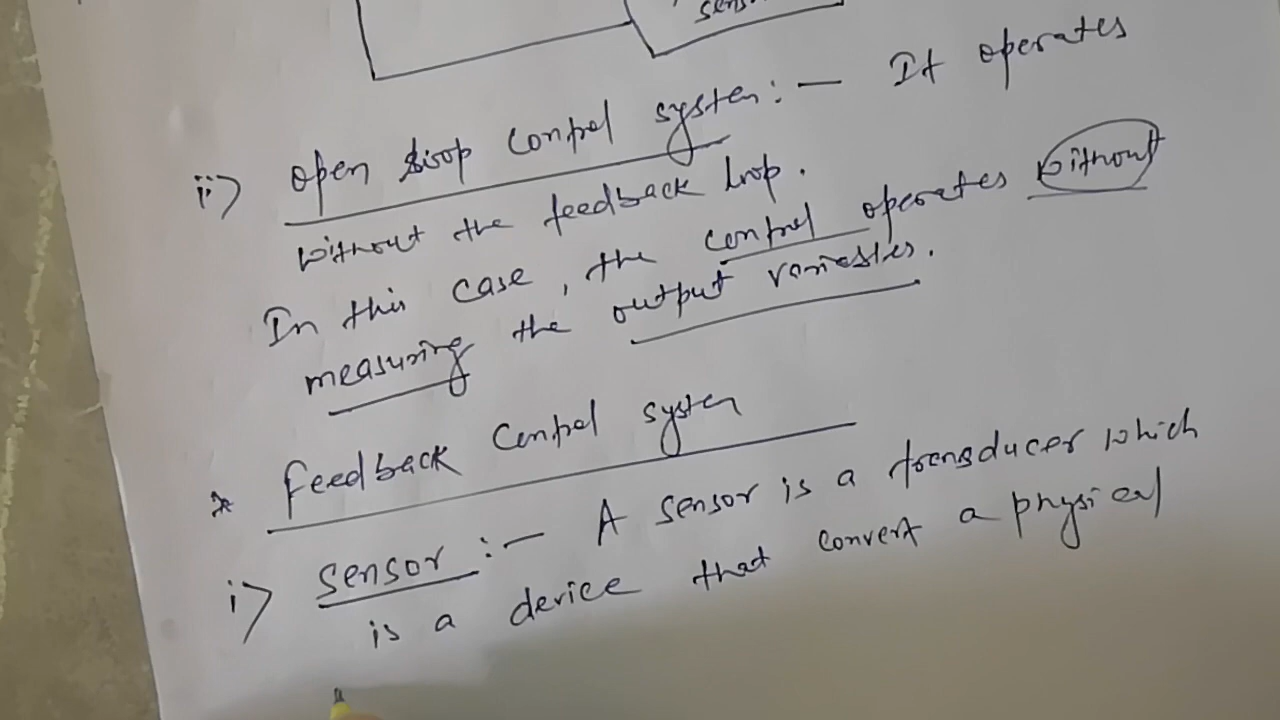 sens
ii) open loop control system :- It operates
without the feedback loop.
In this case, the control operates without
measuring the output variables.
* Feedback Control system
i) Sensor :- A sensor is a transducer which
is a device that convert a physical